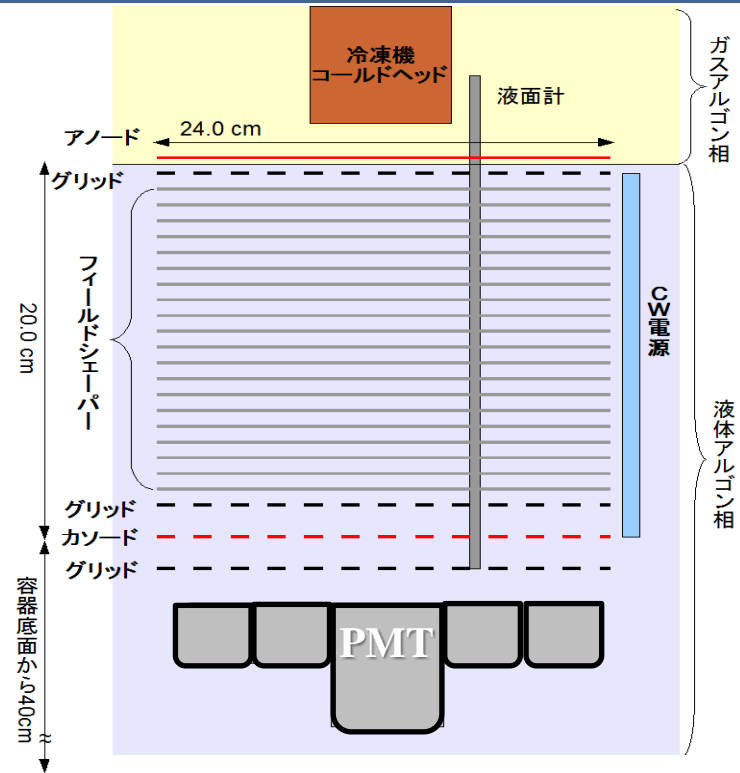 冷凍機
コールドヘッド
液面計
ガスアルゴン相
アノード
24.0 cm
グリッド
フィールドシェーパー
20.0 cm
CW電源
液体アルゴン相
グリッド
カソード
グリッド
容器底面から40cm
≈
PMT